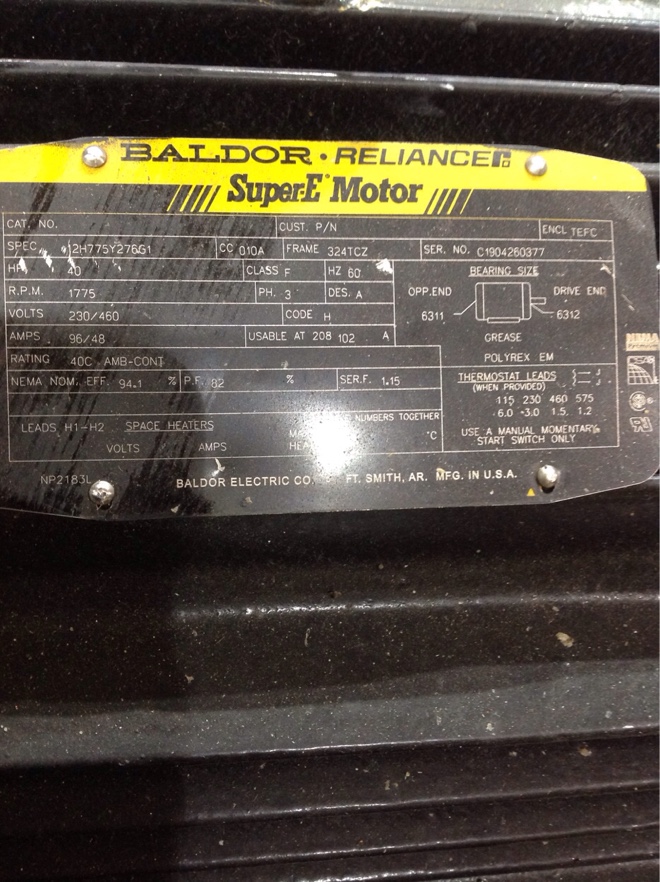 BALDOR · RELIANCE
Super-E Motor
CAT. NO. CUST. P/N ENCL TEFC
SPEC. 12H775Y276G1 CC 010A FRAME 324TCZ SER. NO. C1904260377
HP 40 CLASS F HZ 60 BEARING SIZE
R.P.M. 1775 PH. 3 DES. A OPP.END DRIVE END
VOLTS 230/460 CODE H 6311 6312
AMPS 96/48 USABLE AT 208 102 A GREASE
RATING 40C AMB-CONT POLYREX EM
NEMA NOM. EFF. 94.1 % P.F. 82 % SER.F. 1.15 THERMOSTAT LEADS
(WHEN PROVIDED)
115 230 460 575
6.0 3.0 1.5 1.2
NUMBERS TOGETHER
LEADS H1-H2 SPACE HEATERS °C USE A MANUAL MOMENTARY
START SWITCH ONLY
VOLTS AMPS
NP2183L BALDOR ELECTRIC CO. FT. SMITH, AR. MFG. IN U.S.A.